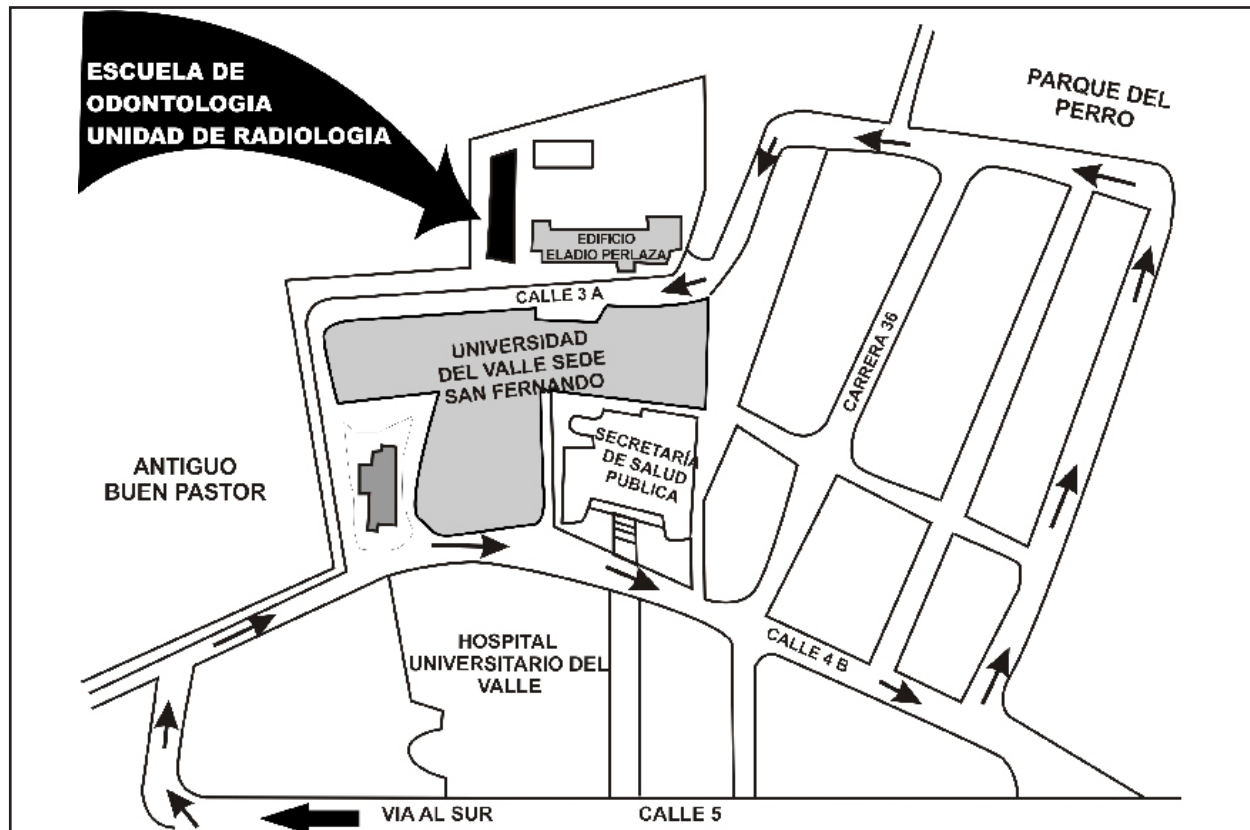 ESCUELA DE
ODONTOLOGIA
UNIDAD DE RADIOLOGIA
PARQUE DEL
PERRO
EDIFICIO
ELADIO PERLAZA
CALLE 3 A
UNIVERSIDAD
DEL VALLE SEDE
SAN FERNANDO
CARRERA 36
SECRETARÍA
DE SALUD
PUBLICA
ANTIGUO
BUEN PASTOR
HOSPITAL
UNIVERSITARIO DEL
VALLE
CALLE 4 B
VIA AL SUR
CALLE 5